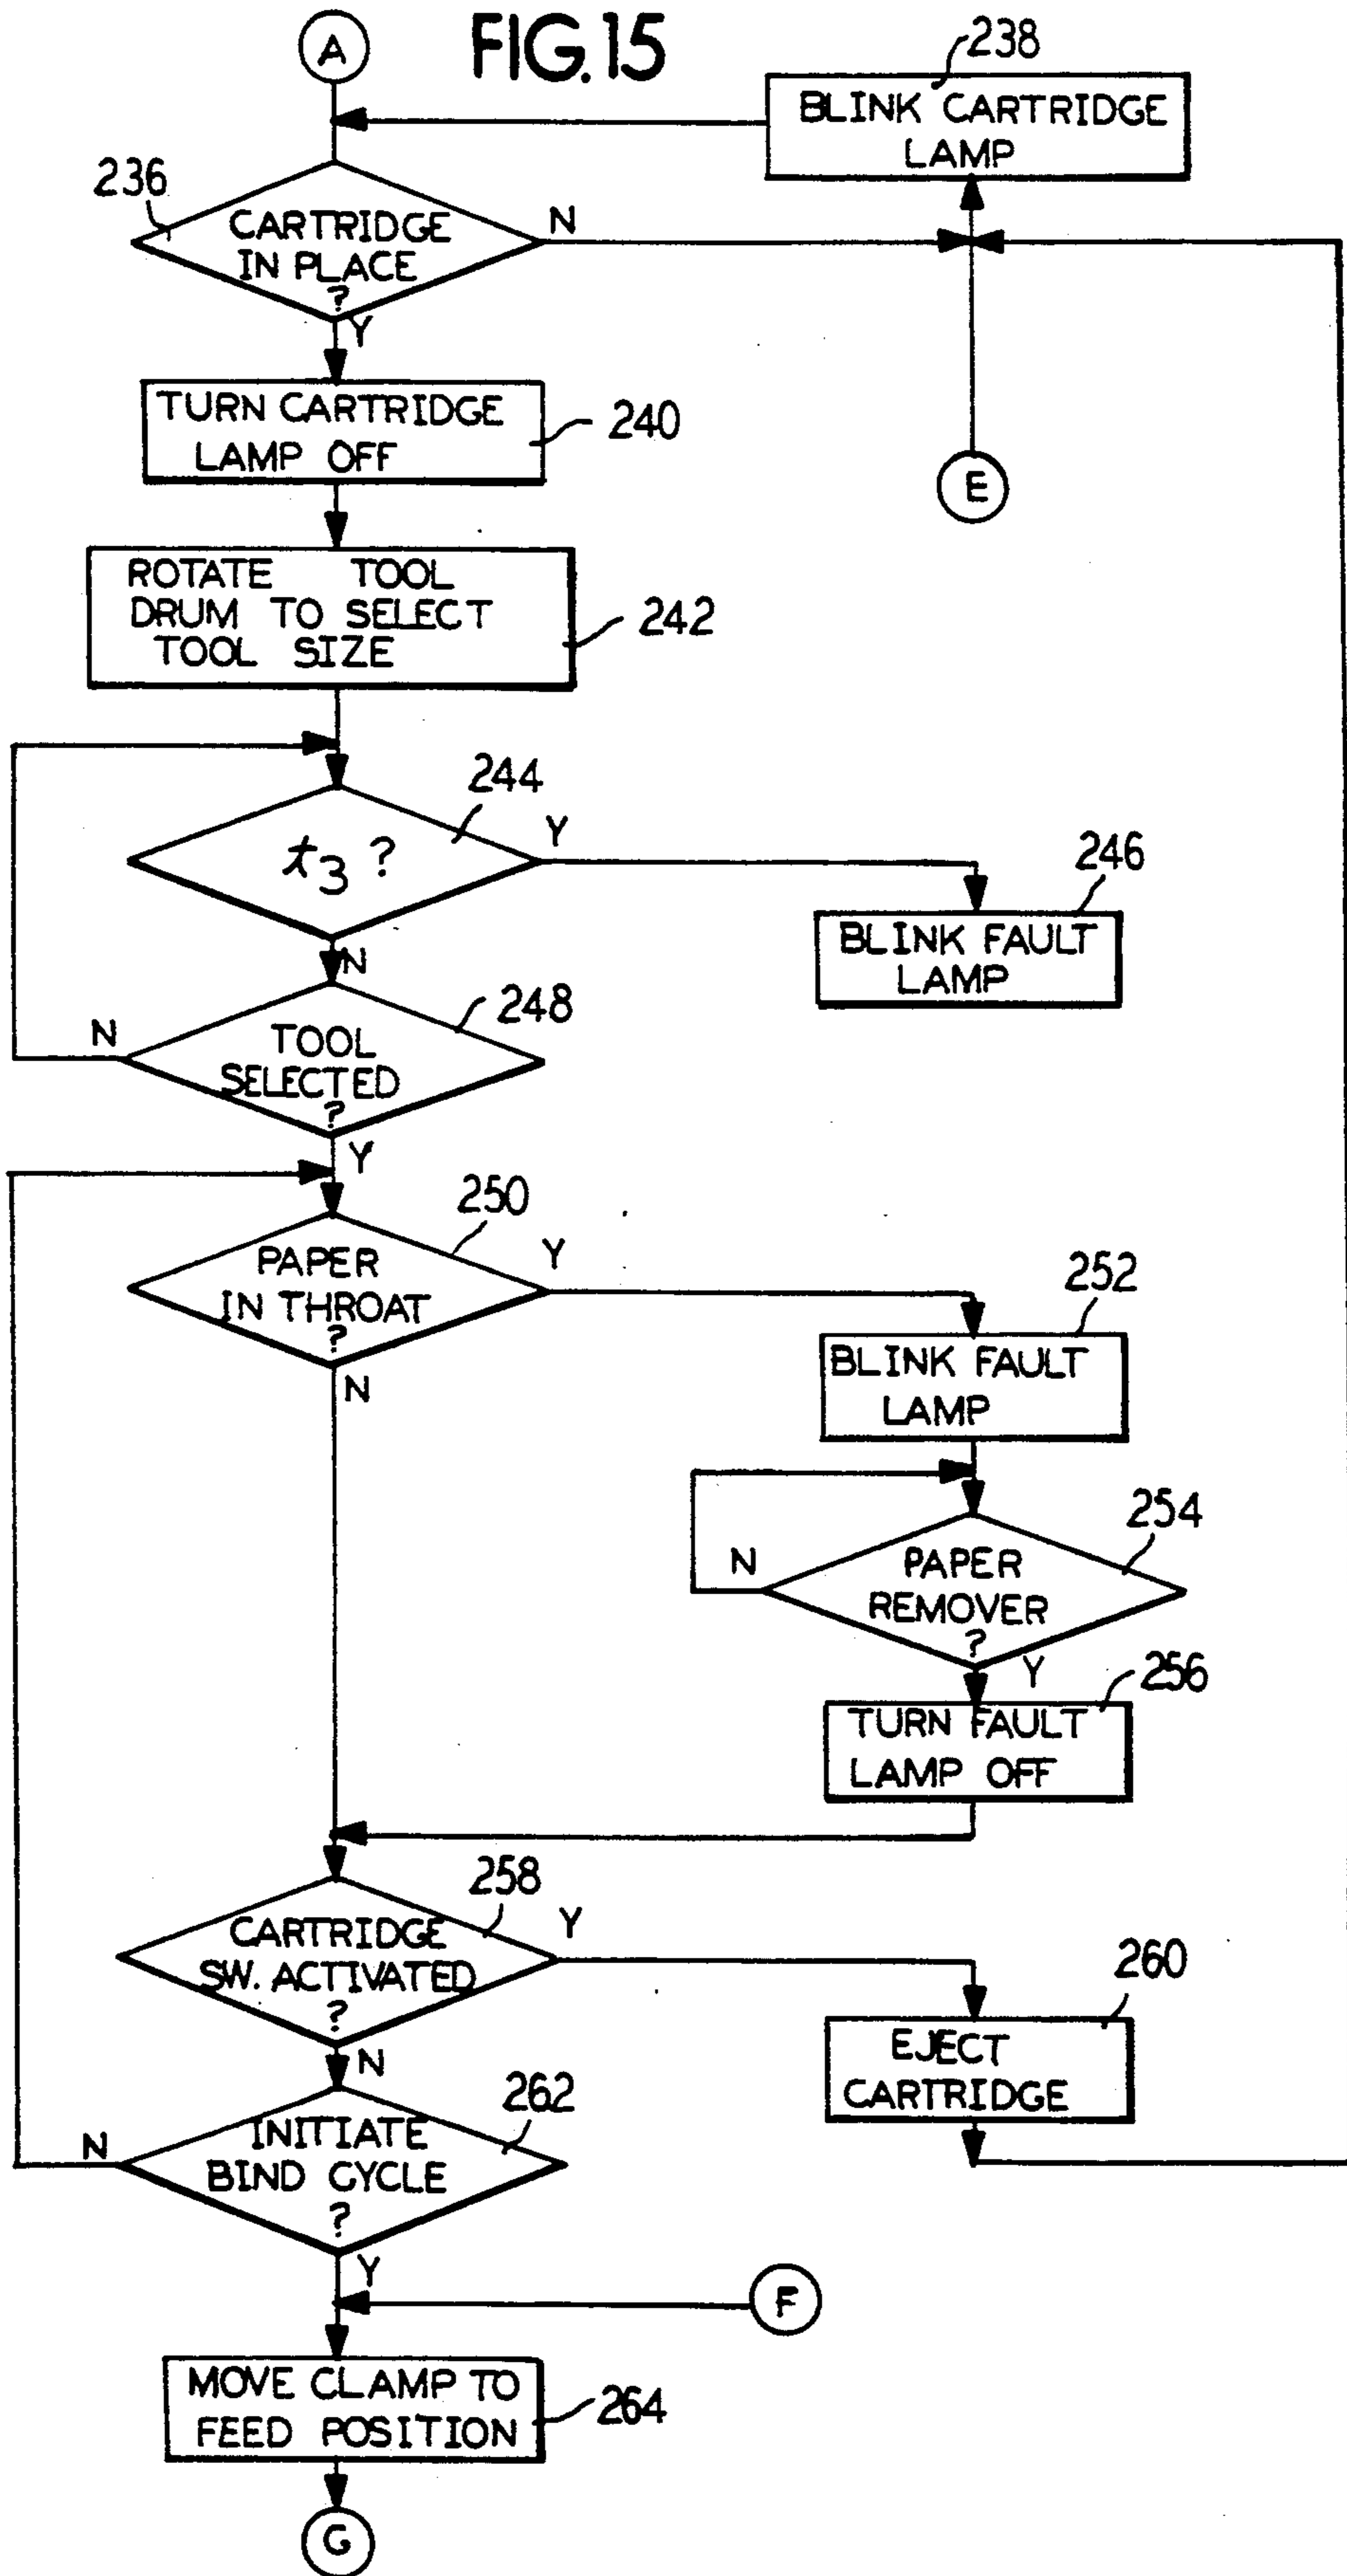 FIG. 15
A
238
BLINK CARTRIDGE
LAMP
236
CARTRIDGE
IN PLACE
?
N
Y
TURN CARTRIDGE
LAMP OFF
240
E
ROTATE TOOL
DRUM TO SELECT
TOOL SIZE
242
244
t3 ?
Y
N
246
BLINK FAULT
LAMP
248
TOOL
SELECTED
?
N
Y
250
PAPER
IN THROAT
?
Y
N
252
BLINK FAULT
LAMP
254
PAPER
REMOVER
?
N
Y
256
TURN FAULT
LAMP OFF
258
CARTRIDGE
SW. ACTIVATED
?
Y
N
260
EJECT
CARTRIDGE
262
INITIATE
BIND CYCLE
?
N
Y
F
MOVE CLAMP TO
FEED POSITION
264
G